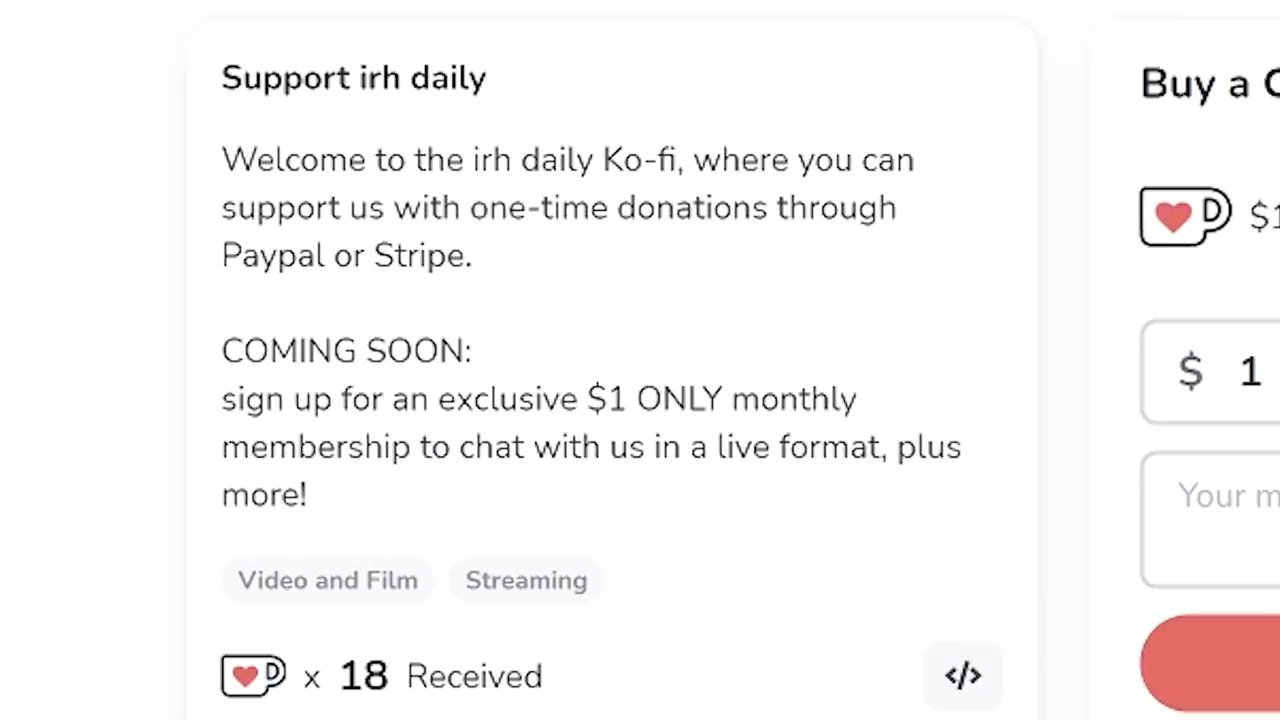 Support irh daily
Welcome to the irh daily Ko-fi, where you can
support us with one-time donations through
Paypal or Stripe.
COMING SOON:
sign up for an exclusive $1 ONLY monthly
membership to chat with us in a live format, plus
more!
Video and Film
Streaming
x 18 Received
</>
Buy a
$1
$ 1
Your